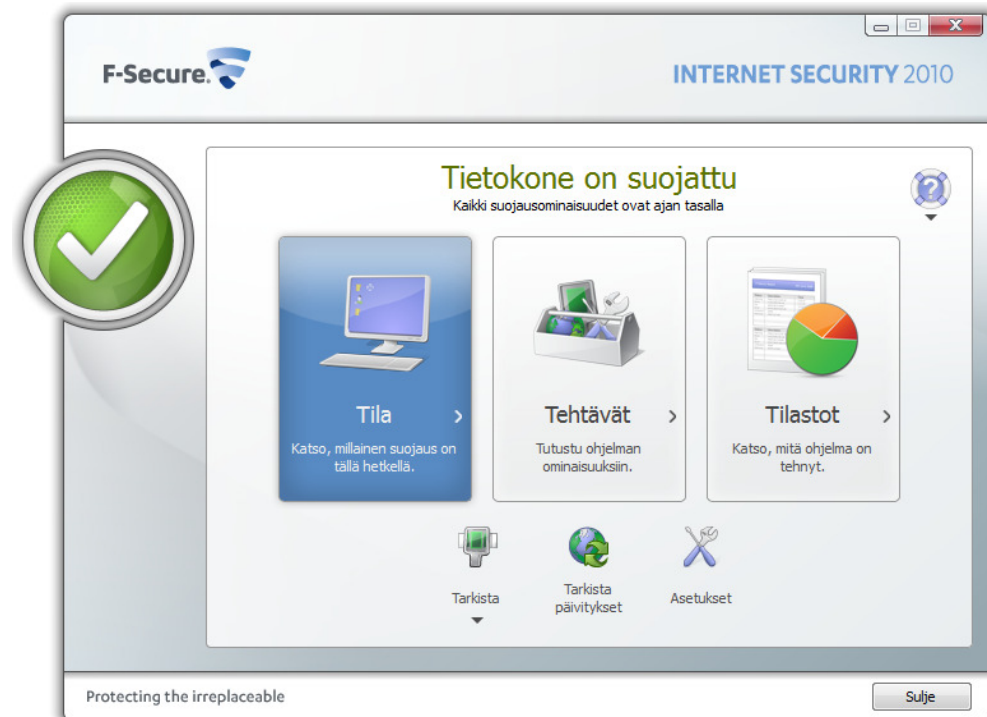 F-Secure.
INTERNET SECURITY 2010
Tietokone on suojattu
Kaikki suojausominaisuudet ovat ajan tasalla
Tila
Katso, millainen suojaus on
tällä hetkellä.
Tehtävät
Tutustu ohjelman
ominaisuuksiin.
Tilastot
Katso, mitä ohjelma on
tehnyt.
Tarkista
Tarkista
päivitykset
Asetukset
Protecting the irreplaceable
Sulje